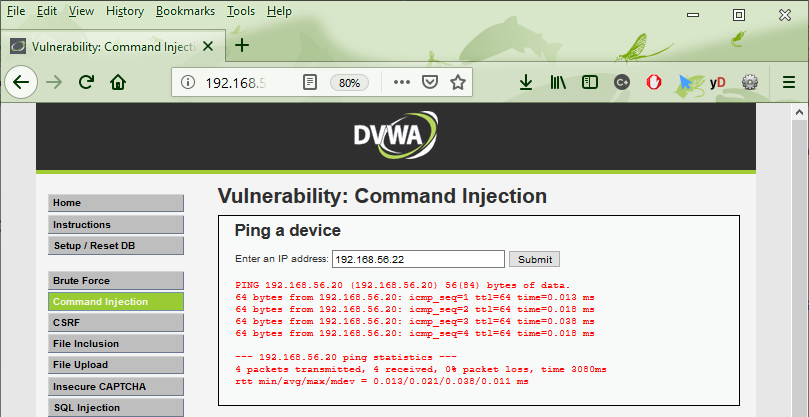 File Edit View History Bookmarks Tools Help
Vulnerability: Command Injecti
192.168.5
80%
yD
DVWA
Home
Instructions
Setup / Reset DB
Brute Force
Command Injection
CSRF
File Inclusion
File Upload
Insecure CAPTCHA
SQL Injection
Vulnerability: Command Injection
Ping a device
Enter an IP address: 192.168.56.22 Submit
PING 192.168.56.20 (192.168.56.20) 56(84) bytes of data.
64 bytes from 192.168.56.20: icmp_seq=1 ttl=64 time=0.013 ms
64 bytes from 192.168.56.20: icmp_seq=2 ttl=64 time=0.018 ms
64 bytes from 192.168.56.20: icmp_seq=3 ttl=64 time=0.038 ms
64 bytes from 192.168.56.20: icmp_seq=4 ttl=64 time=0.018 ms
--- 192.168.56.20 ping statistics ---
4 packets transmitted, 4 received, 0% packet loss, time 3080ms
rtt min/avg/max/mdev = 0.013/0.021/0.038/0.011 ms